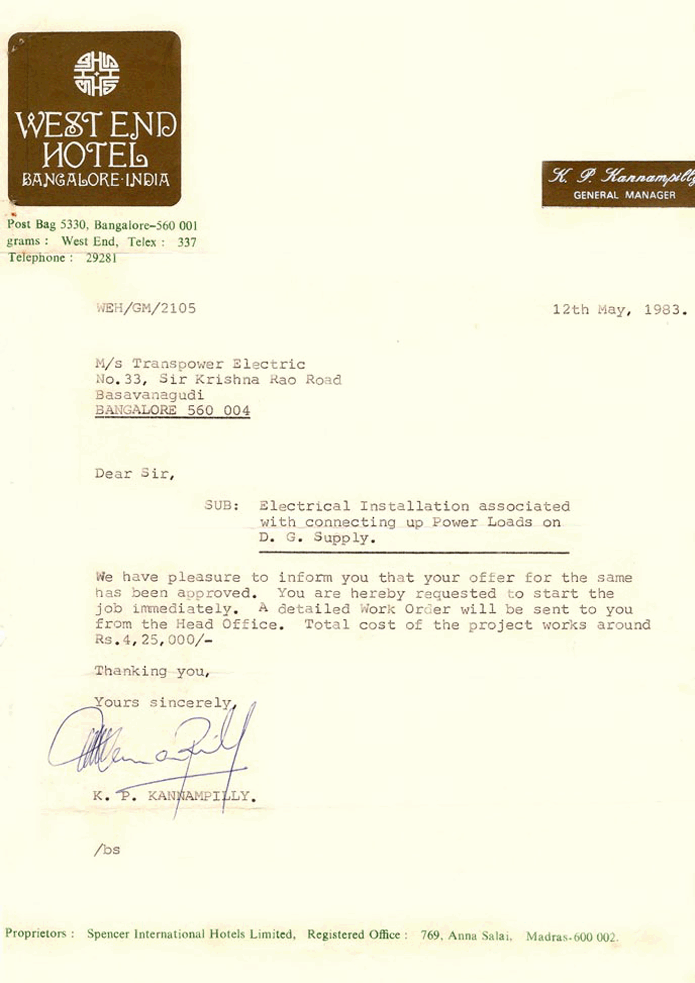 WEST END
HOTEL
BANGALORE·INDIA
K. P. Kannampilly
GENERAL MANAGER
Post Bag 5330, Bangalore-560 001
grams : West End, Telex : 337
Telephone : 29281
WEH/GM/2105
12th May, 1983.
M/s Transpower Electric
No.33, Sir Krishna Rao Road
Basavanagudi
BANGALORE 560 004
Dear Sir,
SUB: Electrical Installation associated
with connecting up Power Loads on
D. G. Supply.
We have pleasure to inform you that your offer for the same
has been approved. You are hereby requested to start the
job immediately. A detailed Work Order will be sent to you
from the Head Office. Total cost of the project works around
Rs.4,25,000/-
Thanking you,
Yours sincerely,
K. P. KANNAMPILLY.
/bs
Proprietors : Spencer International Hotels Limited, Registered Office : 769, Anna Salai, Madras-600 002.